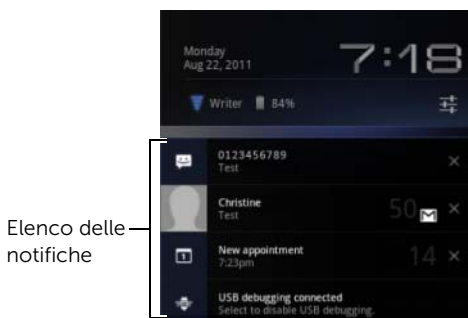 Monday
Aug 22, 2011
7:18
Writer 84%
Elenco delle
notifiche
0123456789
Test
Christine
Test
50
New appointment
7:23pm
14
USB debugging connected
Select to disable USB debugging.